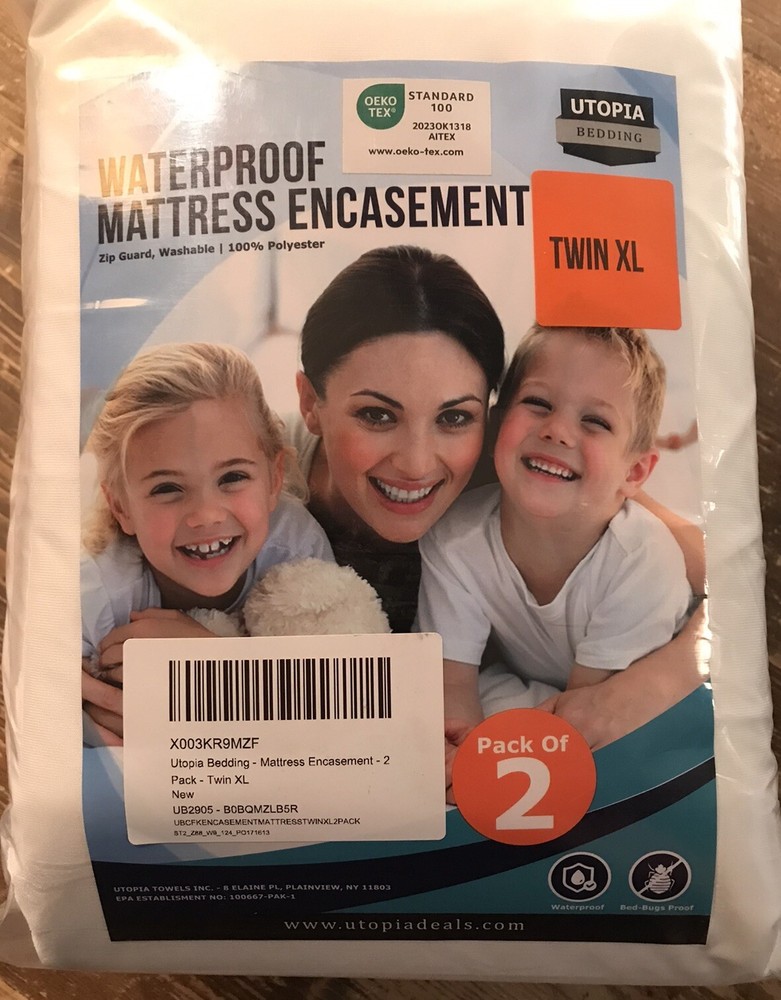 OEKO
TEX®
STANDARD
100
2023OK1318
AITEX
www.oeko-tex.com
UTOPIA
BEDDING
WATERPROOF
MATTRESS ENCASEMENT
Zip Guard, Washable | 100% Polyester
TWIN XL
X003KR9MZF
Utopia Bedding - Mattress Encasement - 2
Pack - Twin XL
New
UB2905 - B0BQMZLB5R
UBCFKENCASEMENTMATTRESSTWINXL2PACK
ST2_Z88_W9_124_PO171613
Pack Of
2
UTOPIA TOWELS INC. - 8 ELAINE PL, PLAINVIEW, NY 11803
EPA ESTABLISMENT NO: 100667-PAK-1
Waterproof
Bed-Bugs Proof
www.utopiadeals.com